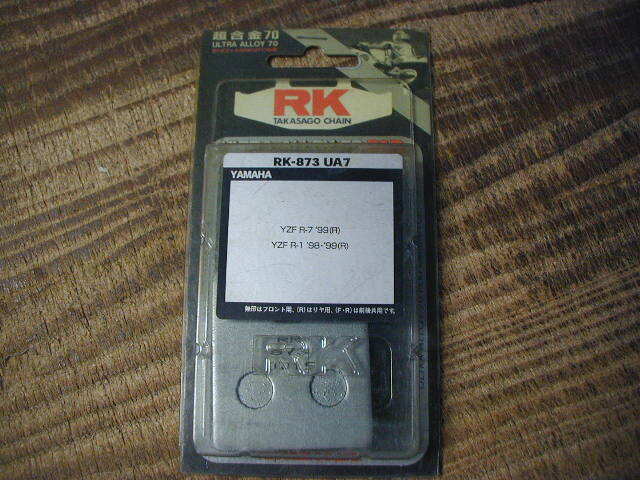 超合金70
ULTRA ALLOY 70
RK
TAKASAGO CHAIN
RK-873 UA7
YAMAHA
YZF R-7 '99(R)
YZF R-1 '98-'99(R)
無印はフロント用、(R)はリヤ用、(F・R)は前後共用です。
RK